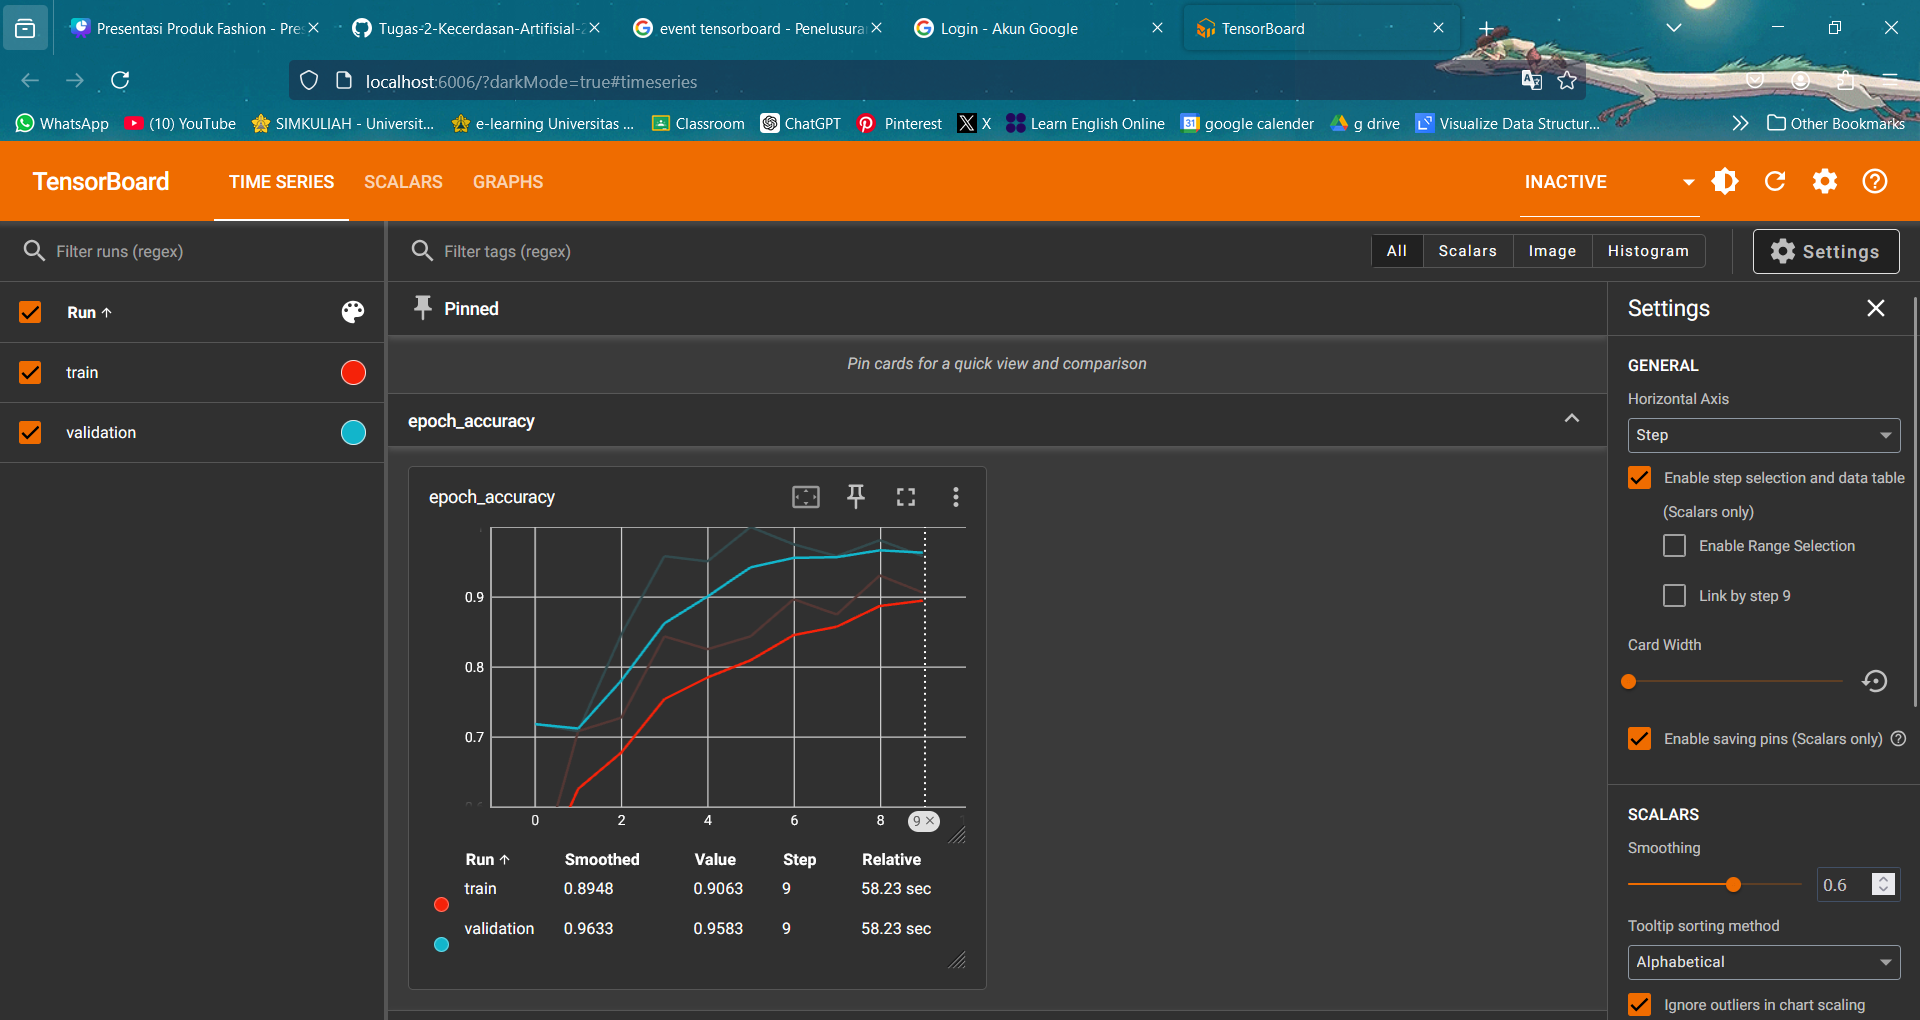 Presentasi Produk Fashion - Pres
Tugas-2-Kecerdasan-Artifisial-2
event tensorboard - Penelusuran
Login - Akun Google
TensorBoard
localhost:6006/?darkMode=true#timeseries
WhatsApp
(10) YouTube
SIMKULIAH - Universit...
e-learning Universitas ...
Classroom
ChatGPT
Pinterest
X
Learn English Online
31 google calender
g drive
Visualize Data Structur...
Other Bookmarks
TensorBoard
TIME SERIES
SCALARS
GRAPHS
INACTIVE
Filter runs (regex)
Filter tags (regex)
All
Scalars
Image
Histogram
Settings
Run
train
validation
Pinned
Pin cards for a quick view and comparison
epoch_accuracy
epoch_accuracy
0.9
0.8
0.7
0.6
0 2 4 6 8 9 ×
Run Smoothed Value Step Relative
train 0.8948 0.9063 9 58.23 sec
validation 0.9633 0.9583 9 58.23 sec
Settings
GENERAL
Horizontal Axis
Step
Enable step selection and data table
(Scalars only)
Enable Range Selection
Link by step 9
Card Width
Enable saving pins (Scalars only)
SCALARS
Smoothing
0.6
Tooltip sorting method
Alphabetical
Ignore outliers in chart scaling